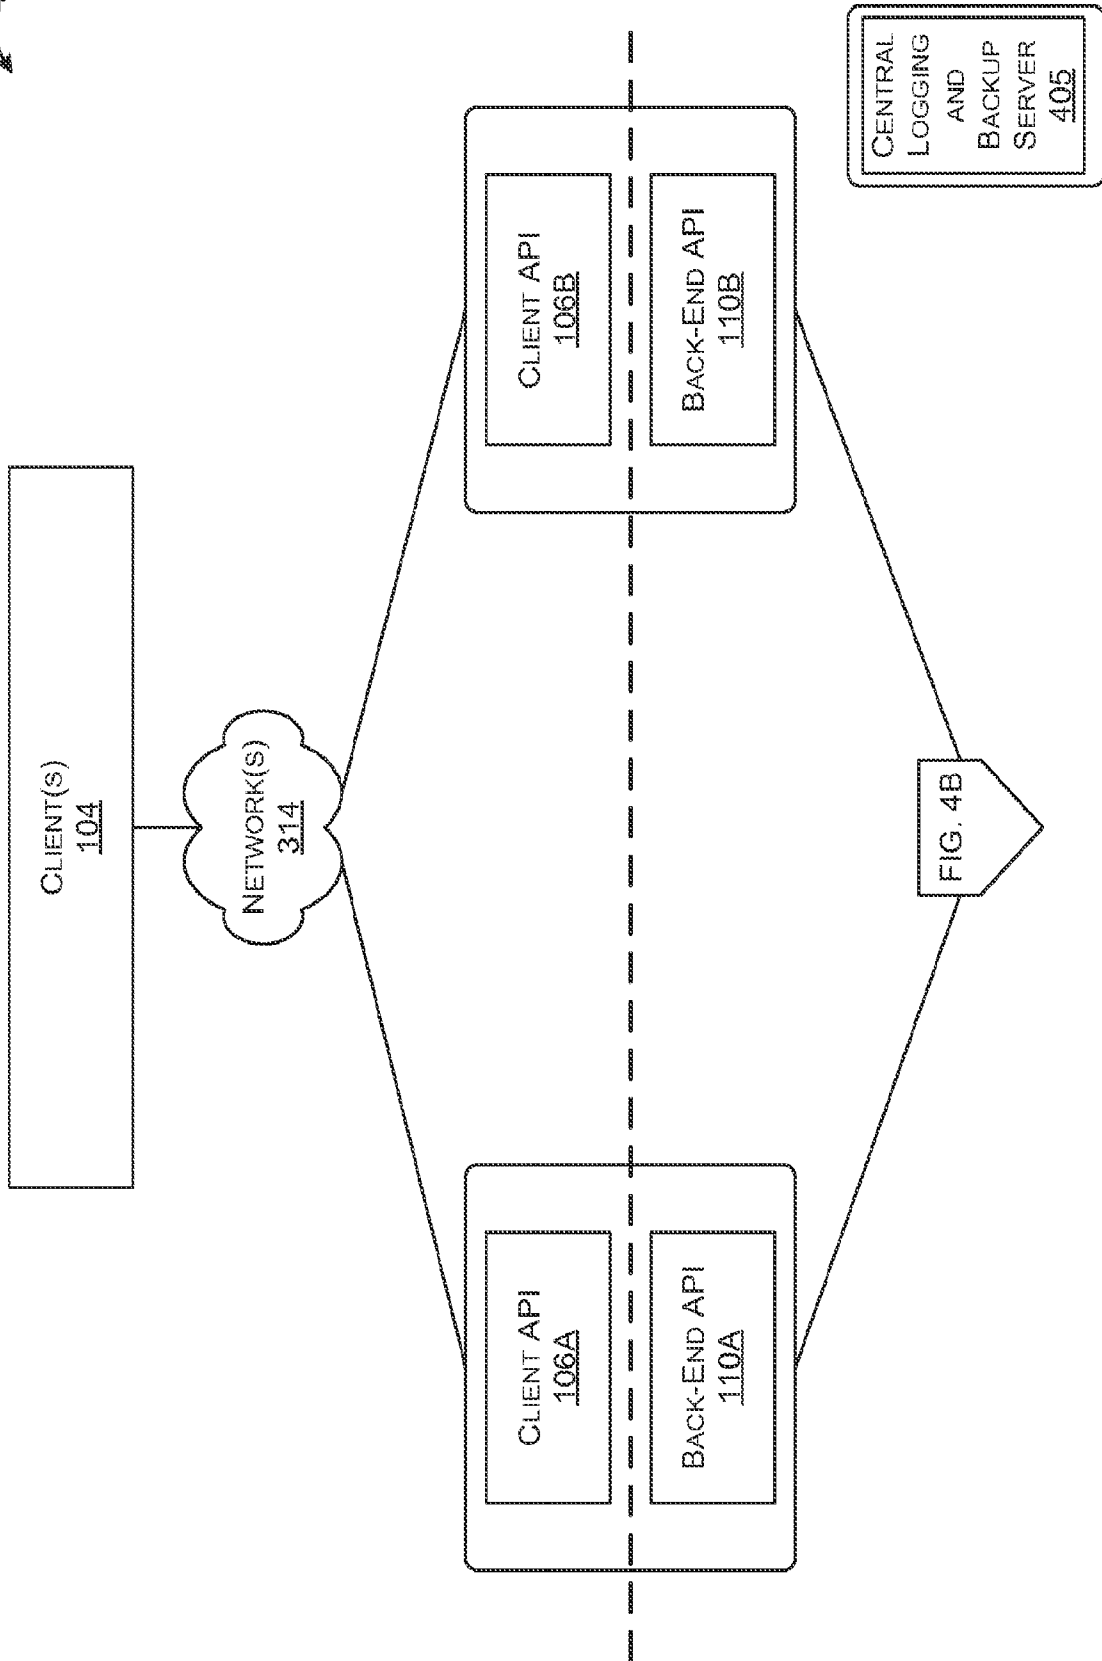 CLIENT(S)
104
NETWORK(S)
314
CLIENT API
106A
BACK-END API
110A
CLIENT API
106B
BACK-END API
110B
FIG. 4B
CENTRAL
LOGGING
AND
BACKUP
SERVER
405